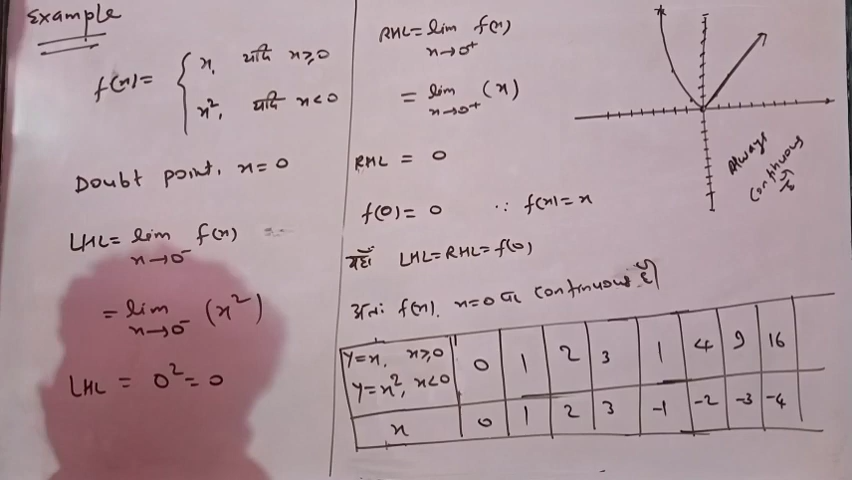 Example
f(x)= { x, यदि x≥0
x², यदि x<0
Doubt point, x=0
LHL= lim f(x)
x→0⁻
= lim (x²)
x→0⁻
LHL = 0²=0
RHL= lim f(x)
x→0⁺
= lim (x)
x→0⁺
RHL = 0
f(0)=0 ∵ f(x)=x
यहाँ LHL=RHL=f(0)
अतः f(x), x=0 पर continuous है|
Always
continuous
है
Y=x, x≥0 0 1 2 3 1 4 9 16
Y=x², x<0
x 0 1 2 3 -1 -2 -3 -4